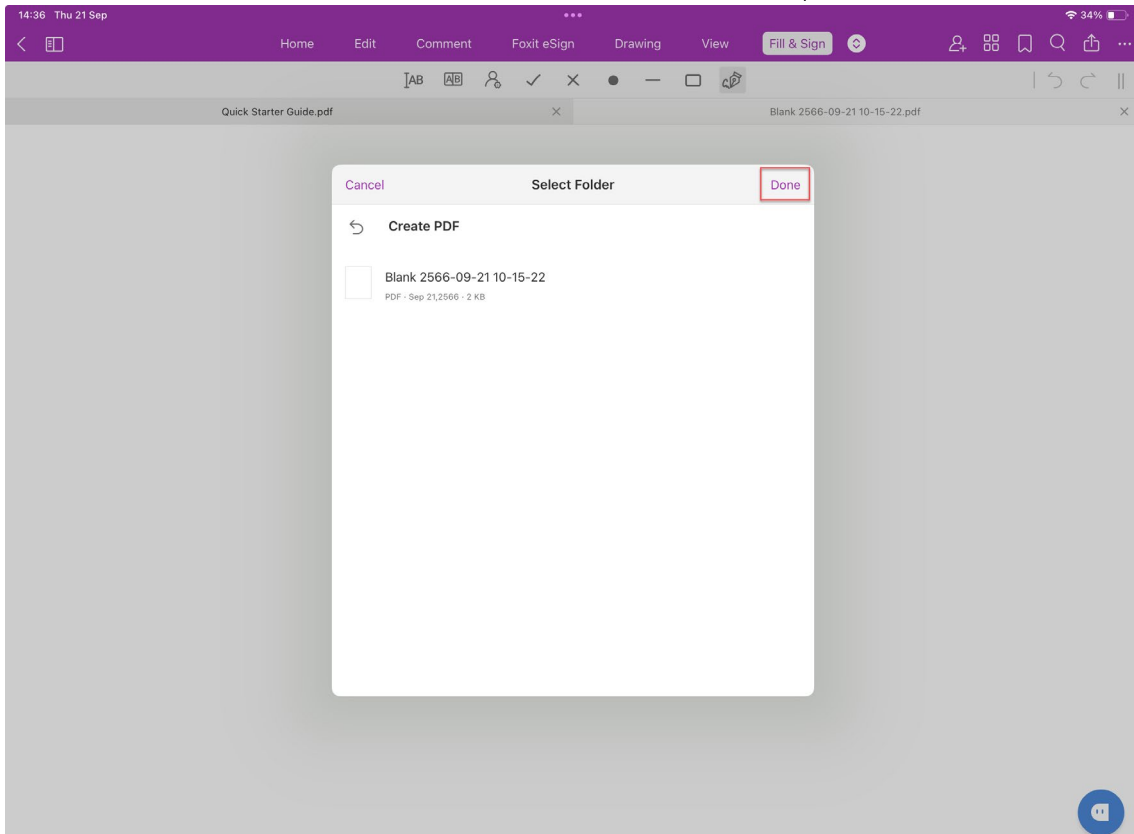 14:36 Thu 21 Sep
34%
Home Edit Comment Foxit eSign Drawing View Fill & Sign
AB AB
Quick Starter Guide.pdf Blank 2566-09-21 10-15-22.pdf
Cancel Select Folder Done
Create PDF
Blank 2566-09-21 10-15-22
PDF - Sep 21,2566 - 2 KB